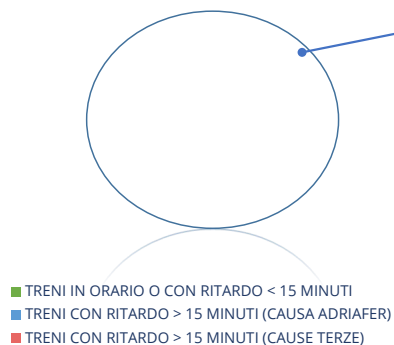 TRENI IN ORARIO O CON RITARDO < 15 MINUTI
TRENI CON RITARDO > 15 MINUTI (CAUSA ADRIAFER)
TRENI CON RITARDO > 15 MINUTI (CAUSE TERZE)